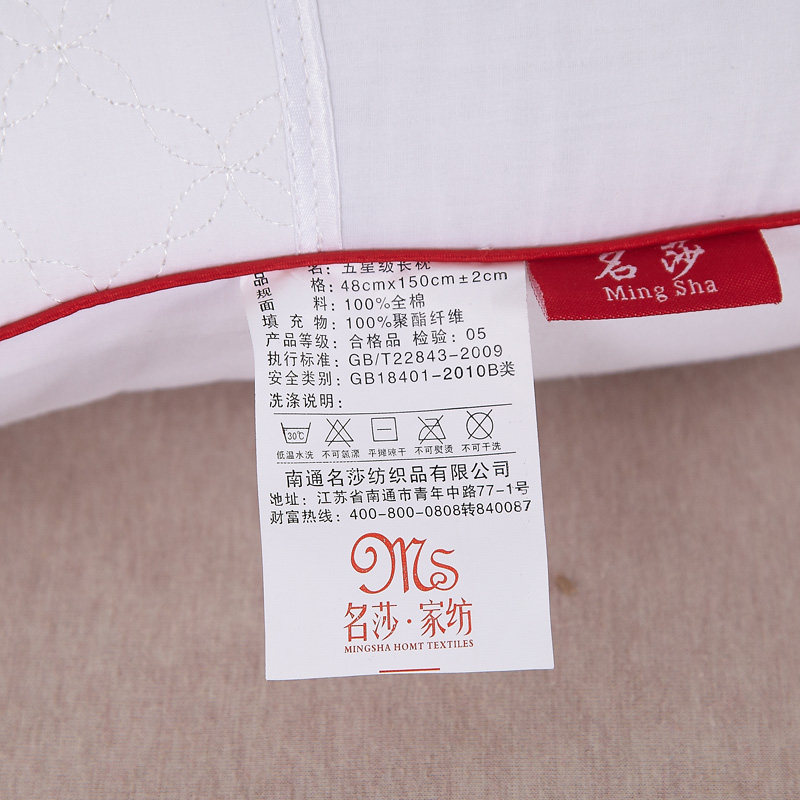 品名：五星级长枕
规格：48cmx150cm±2cm
面料：100%全棉
填充物：100%聚酯纤维
产品等级：合格品 检验：05
执行标准：GB/T22843-2009
安全类别：GB18401-2010B类
洗涤说明：
30℃
低温水洗 不可氯漂 平摊晾干 不可熨烫 不可干洗
南通名莎纺织品有限公司
地址：江苏省南通市青年中路77-1号
财富热线：400-800-0808转840087
Ms
名莎·家纺
MINGSHA HOMT TEXTILES
名莎
Ming Sha